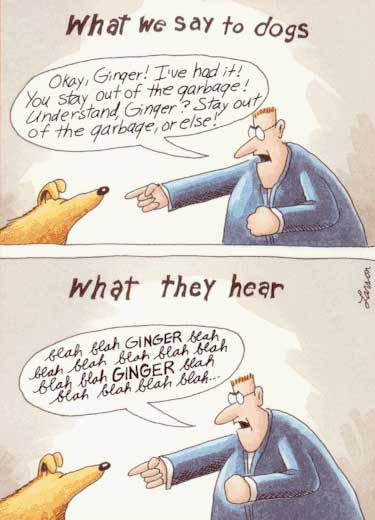 What we say to dogs
Okay, Ginger! I've had it!
You stay out of the garbage!
Understand, Ginger? Stay out
of the garbage, or else!
What they hear
Larson
blah blah GINGER blah
blah blah blah blah blah
blah blah GINGER blah
blah blah blah blah...